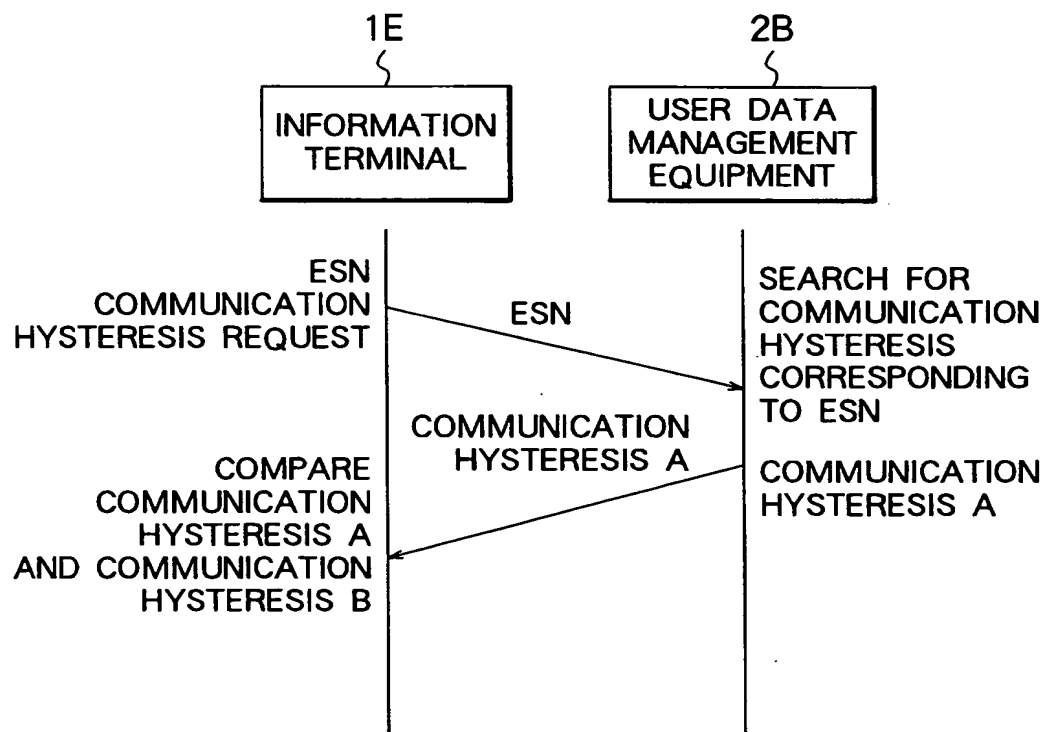 1E
2B
INFORMATION
TERMINAL
USER DATA
MANAGEMENT
EQUIPMENT
ESN
COMMUNICATION
HYSTERESIS REQUEST
ESN
SEARCH FOR
COMMUNICATION
HYSTERESIS
CORRESPONDING
TO ESN
COMMUNICATION
HYSTERESIS A
COMMUNICATION
HYSTERESIS A
COMPARE
COMMUNICATION
HYSTERESIS A
AND COMMUNICATION
HYSTERESIS B